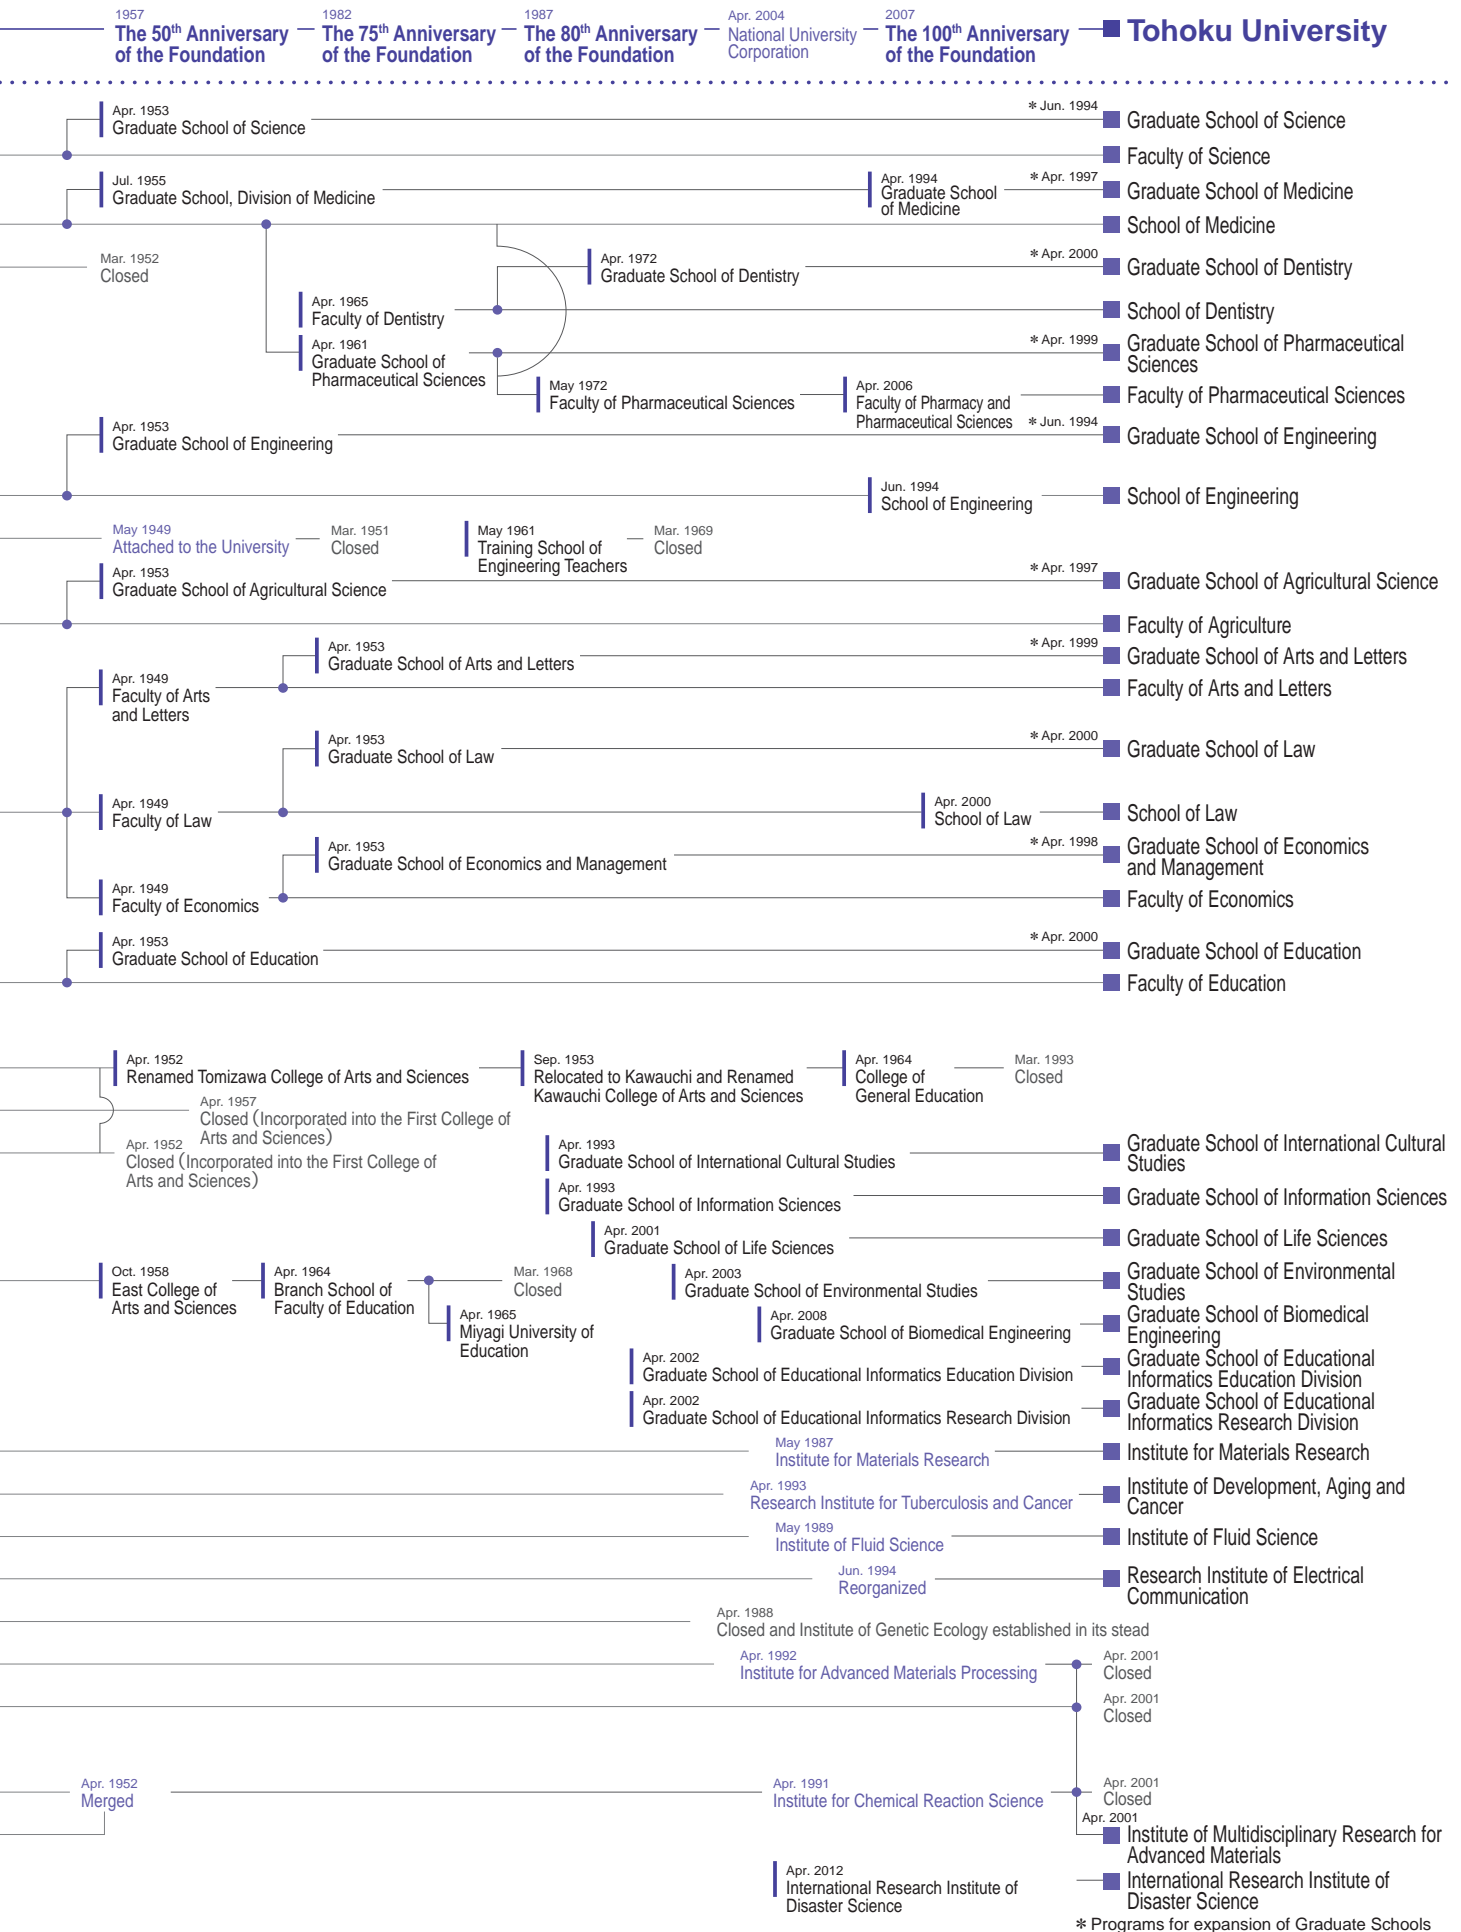 1957
The 50th Anniversary
of the Foundation
1982
The 75th Anniversary
of the Foundation
1987
The 80th Anniversary
of the Foundation
Apr. 2004
National University
Corporation
2007
The 100th Anniversary
of the Foundation
Tohoku University
Apr. 1953
Graduate School of Science
* Jun. 1994
Graduate School of Science
Faculty of Science
Jul. 1955
Graduate School, Division of Medicine
Apr. 1994
Graduate School
of Medicine
* Apr. 1997
Graduate School of Medicine
School of Medicine
Mar. 1952
Closed
Apr. 1972
Graduate School of Dentistry
* Apr. 2000
Graduate School of Dentistry
Apr. 1965
Faculty of Dentistry
School of Dentistry
Apr. 1961
Graduate School of
Pharmaceutical Sciences
* Apr. 1999
Graduate School of Pharmaceutical
Sciences
May 1972
Faculty of Pharmaceutical Sciences
Apr. 2006
Faculty of Pharmacy and
Pharmaceutical Sciences
Faculty of Pharmaceutical Sciences
Apr. 1953
Graduate School of Engineering
* Jun. 1994
Graduate School of Engineering
Jun. 1994
School of Engineering
School of Engineering
May 1949
Attached to the University
Mar. 1951
Closed
May 1961
Training School of
Engineering Teachers
Mar. 1969
Closed
Apr. 1953
Graduate School of Agricultural Science
* Apr. 1997
Graduate School of Agricultural Science
Faculty of Agriculture
Apr. 1953
Graduate School of Arts and Letters
* Apr. 1999
Graduate School of Arts and Letters
Apr. 1949
Faculty of Arts
and Letters
Faculty of Arts and Letters
Apr. 1953
Graduate School of Law
* Apr. 2000
Graduate School of Law
Apr. 1949
Faculty of Law
Apr. 2000
School of Law
School of Law
Apr. 1953
Graduate School of Economics and Management
* Apr. 1998
Graduate School of Economics
and Management
Apr. 1949
Faculty of Economics
Faculty of Economics
Apr. 1953
Graduate School of Education
* Apr. 2000
Graduate School of Education
Faculty of Education
Apr. 1952
Renamed Tomizawa College of Arts and Sciences
Sep. 1953
Relocated to Kawauchi and Renamed
Kawauchi College of Arts and Sciences
Apr. 1964
College of
General Education
Mar. 1993
Closed
Apr. 1957
Closed (Incorporated into the First College of
Arts and Sciences)
Apr. 1952
Closed (Incorporated into the First College of
Arts and Sciences)
Apr. 1993
Graduate School of International Cultural Studies
Graduate School of International Cultural
Studies
Apr. 1993
Graduate School of Information Sciences
Graduate School of Information Sciences
Apr. 2001
Graduate School of Life Sciences
Graduate School of Life Sciences
Oct. 1958
East College of
Arts and Sciences
Apr. 1964
Branch School of
Faculty of Education
Mar. 1968
Closed
Apr. 2003
Graduate School of Environmental Studies
Graduate School of Environmental
Studies
Apr. 1965
Miyagi University of
Education
Apr. 2008
Graduate School of Biomedical Engineering
Graduate School of Biomedical
Engineering
Apr. 2002
Graduate School of Educational Informatics Education Division
Graduate School of Educational
Informatics Education Division
Apr. 2002
Graduate School of Educational Informatics Research Division
Graduate School of Educational
Informatics Research Division
May 1987
Institute for Materials Research
Institute for Materials Research
Apr. 1993
Research Institute for Tuberculosis and Cancer
Institute of Development, Aging and
Cancer
May 1989
Institute of Fluid Science
Institute of Fluid Science
Jun. 1994
Reorganized
Research Institute of Electrical
Communication
Apr. 1988
Closed and Institute of Genetic Ecology established in its stead
Apr. 1992
Institute for Advanced Materials Processing
Apr. 2001
Closed
Apr. 2001
Closed
Apr. 1952
Merged
Apr. 1991
Institute for Chemical Reaction Science
Apr. 2001
Closed
Apr. 2001
Institute of Multidisciplinary Research for
Advanced Materials
Apr. 2012
International Research Institute of
Disaster Science
International Research Institute of
Disaster Science
* Programs for expansion of Graduate Schools